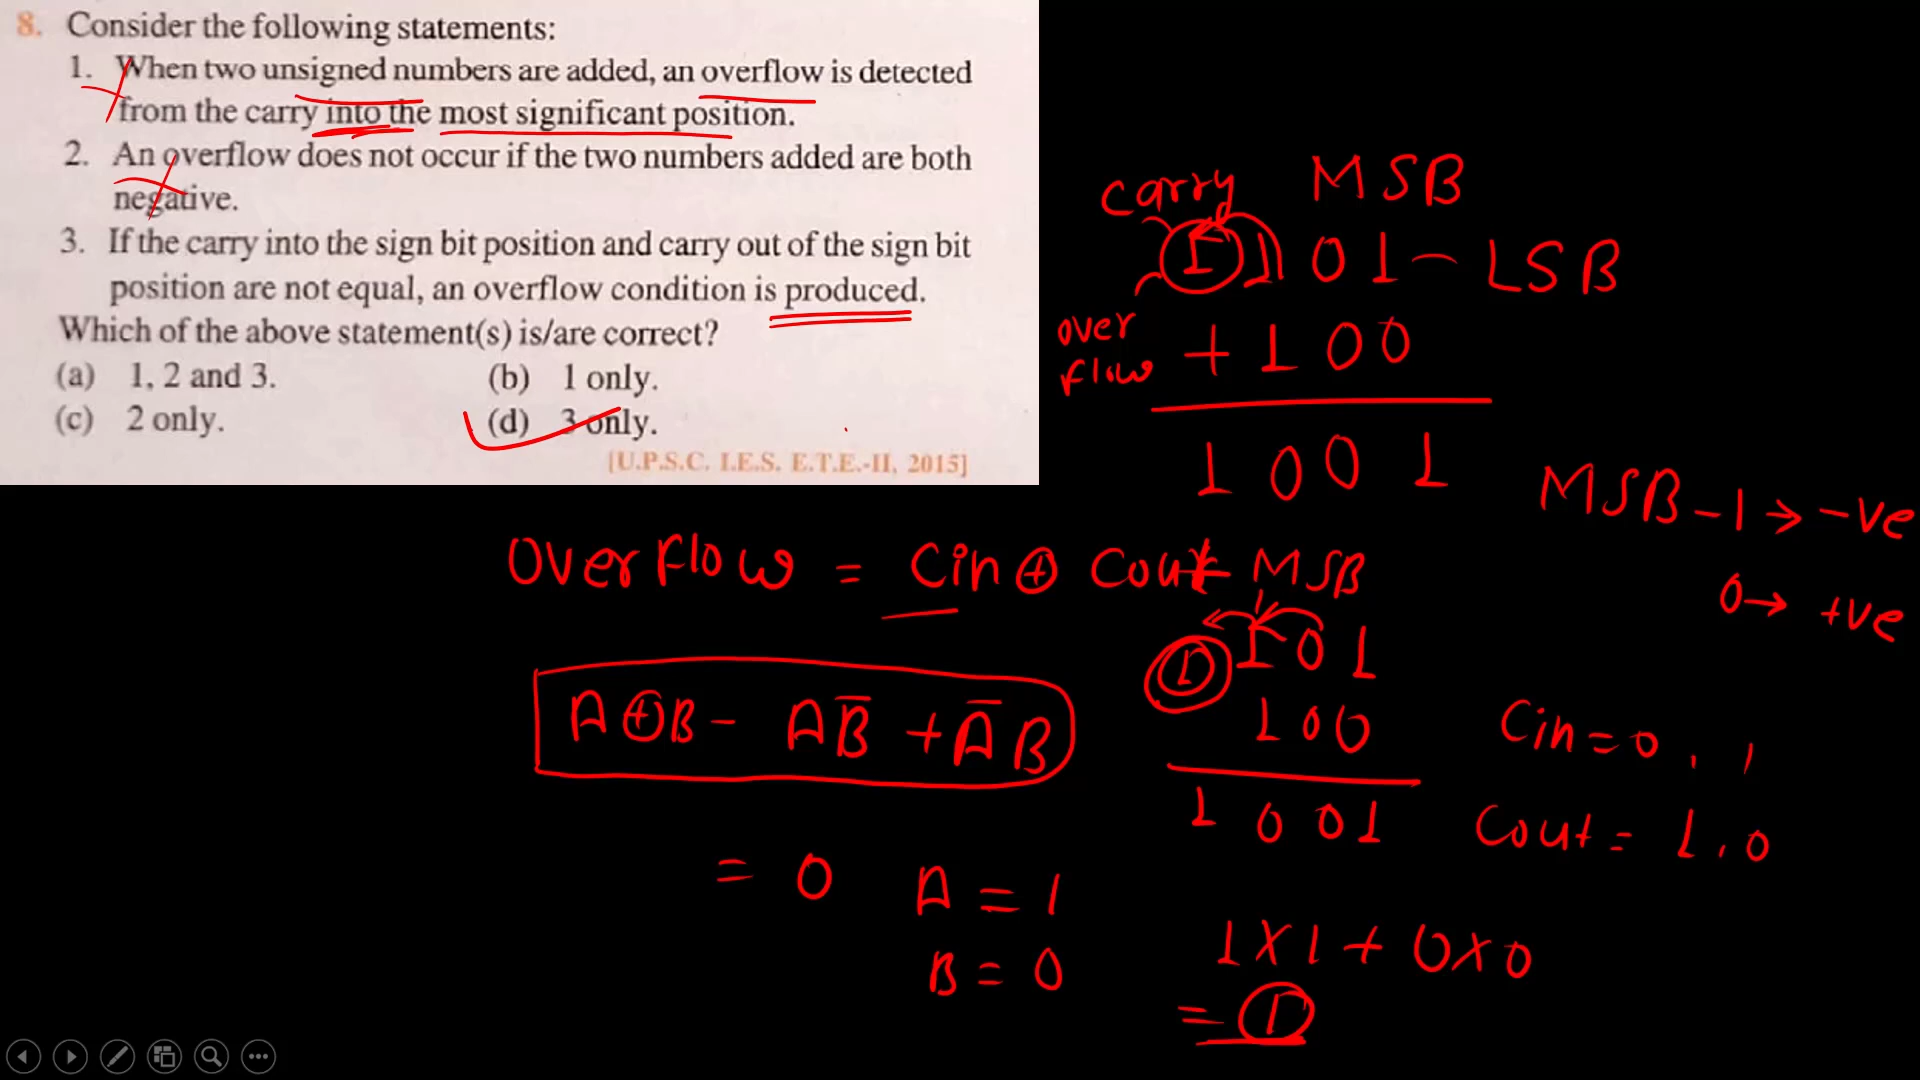 8. Consider the following statements:
1. When two unsigned numbers are added, an overflow is detected
from the carry into the most significant position.
2. An overflow does not occur if the two numbers added are both
negative.
3. If the carry into the sign bit position and carry out of the sign bit
position are not equal, an overflow condition is produced.
Which of the above statement(s) is/are correct?
(a) 1, 2 and 3. (b) 1 only.
(c) 2 only. (d) 3 only.
[U.P.S.C. I.E.S. E.T.E.-II, 2015]
carry MSB
1 1 0 1 - LSB
over
flow + 1 0 0
1 0 0 1
MSB - 1 → -ve
0 → +ve
Overflow = Cin ⊕ Cout MSB
1 1 0 1
1 0 0
1 0 0 1
Cin = 0, 1
Cout = 1, 0
A ⊕ B - A B̅ + A̅ B
= 0 A = 1
B = 0
1 X 1 + 0 X 0
= 1